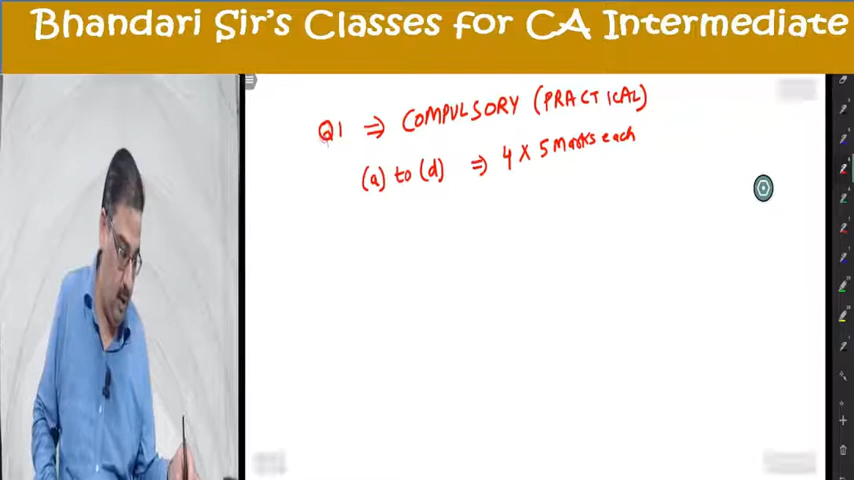 Bhandari Sir's Classes for CA Intermediate
Q1 ⇒ COMPULSORY (PRACTICAL)
(a) to (d) ⇒ 4 X 5 Marks each